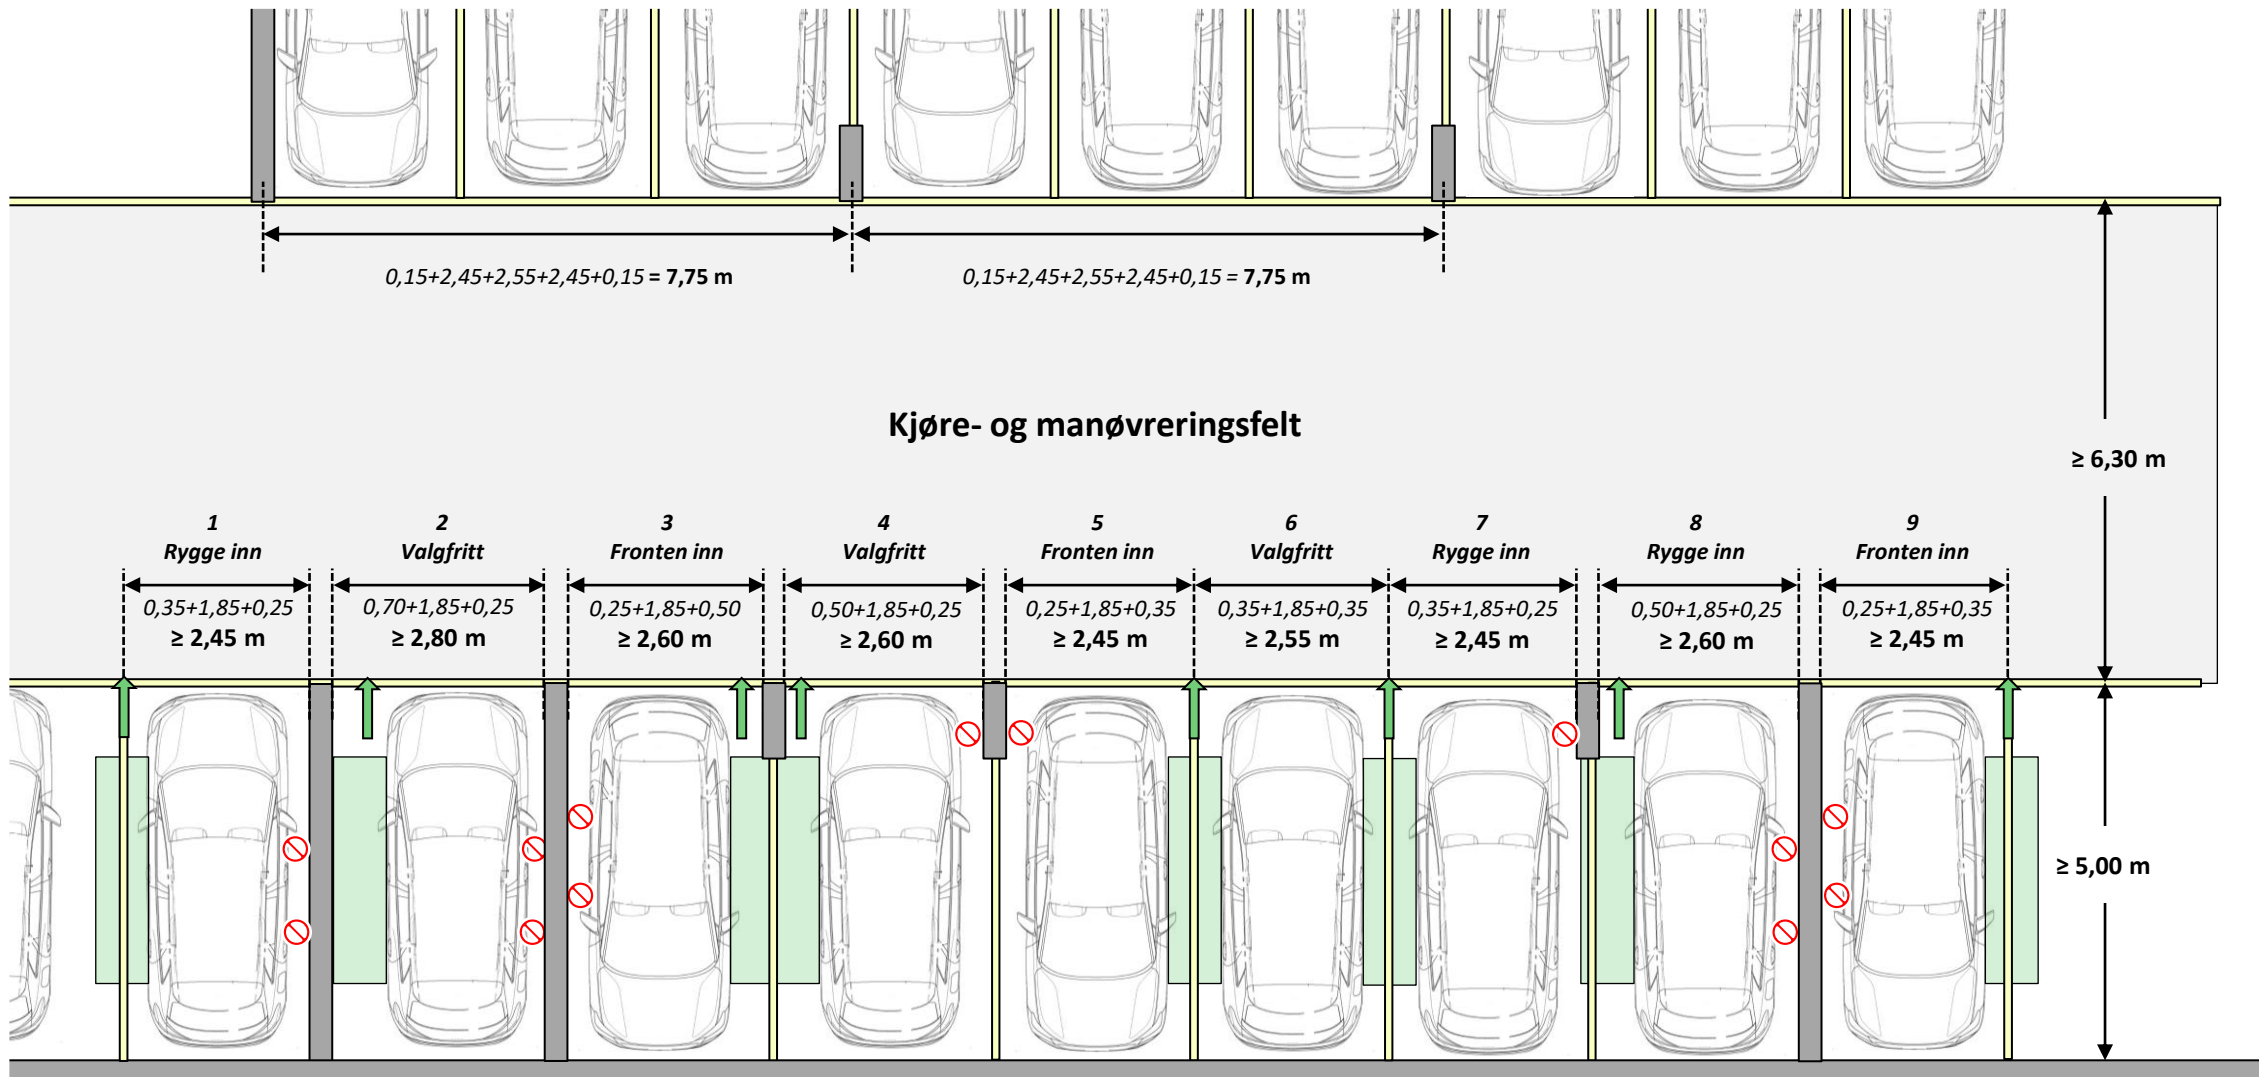 0,15+2,45+2,55+2,45+0,15 = 7,75 m
0,15+2,45+2,55+2,45+0,15 = 7,75 m
Kjøre- og manøvreringsfelt
≥ 6,30 m
1
Rygge inn
0,35+1,85+0,25
≥ 2,45 m
2
Valgfritt
0,70+1,85+0,25
≥ 2,80 m
3
Fronten inn
0,25+1,85+0,50
≥ 2,60 m
4
Valgfritt
0,50+1,85+0,25
≥ 2,60 m
5
Fronten inn
0,25+1,85+0,35
≥ 2,45 m
6
Valgfritt
0,35+1,85+0,35
≥ 2,55 m
7
Rygge inn
0,35+1,85+0,25
≥ 2,45 m
8
Rygge inn
0,50+1,85+0,25
≥ 2,60 m
9
Fronten inn
0,25+1,85+0,35
≥ 2,45 m
≥ 5,00 m